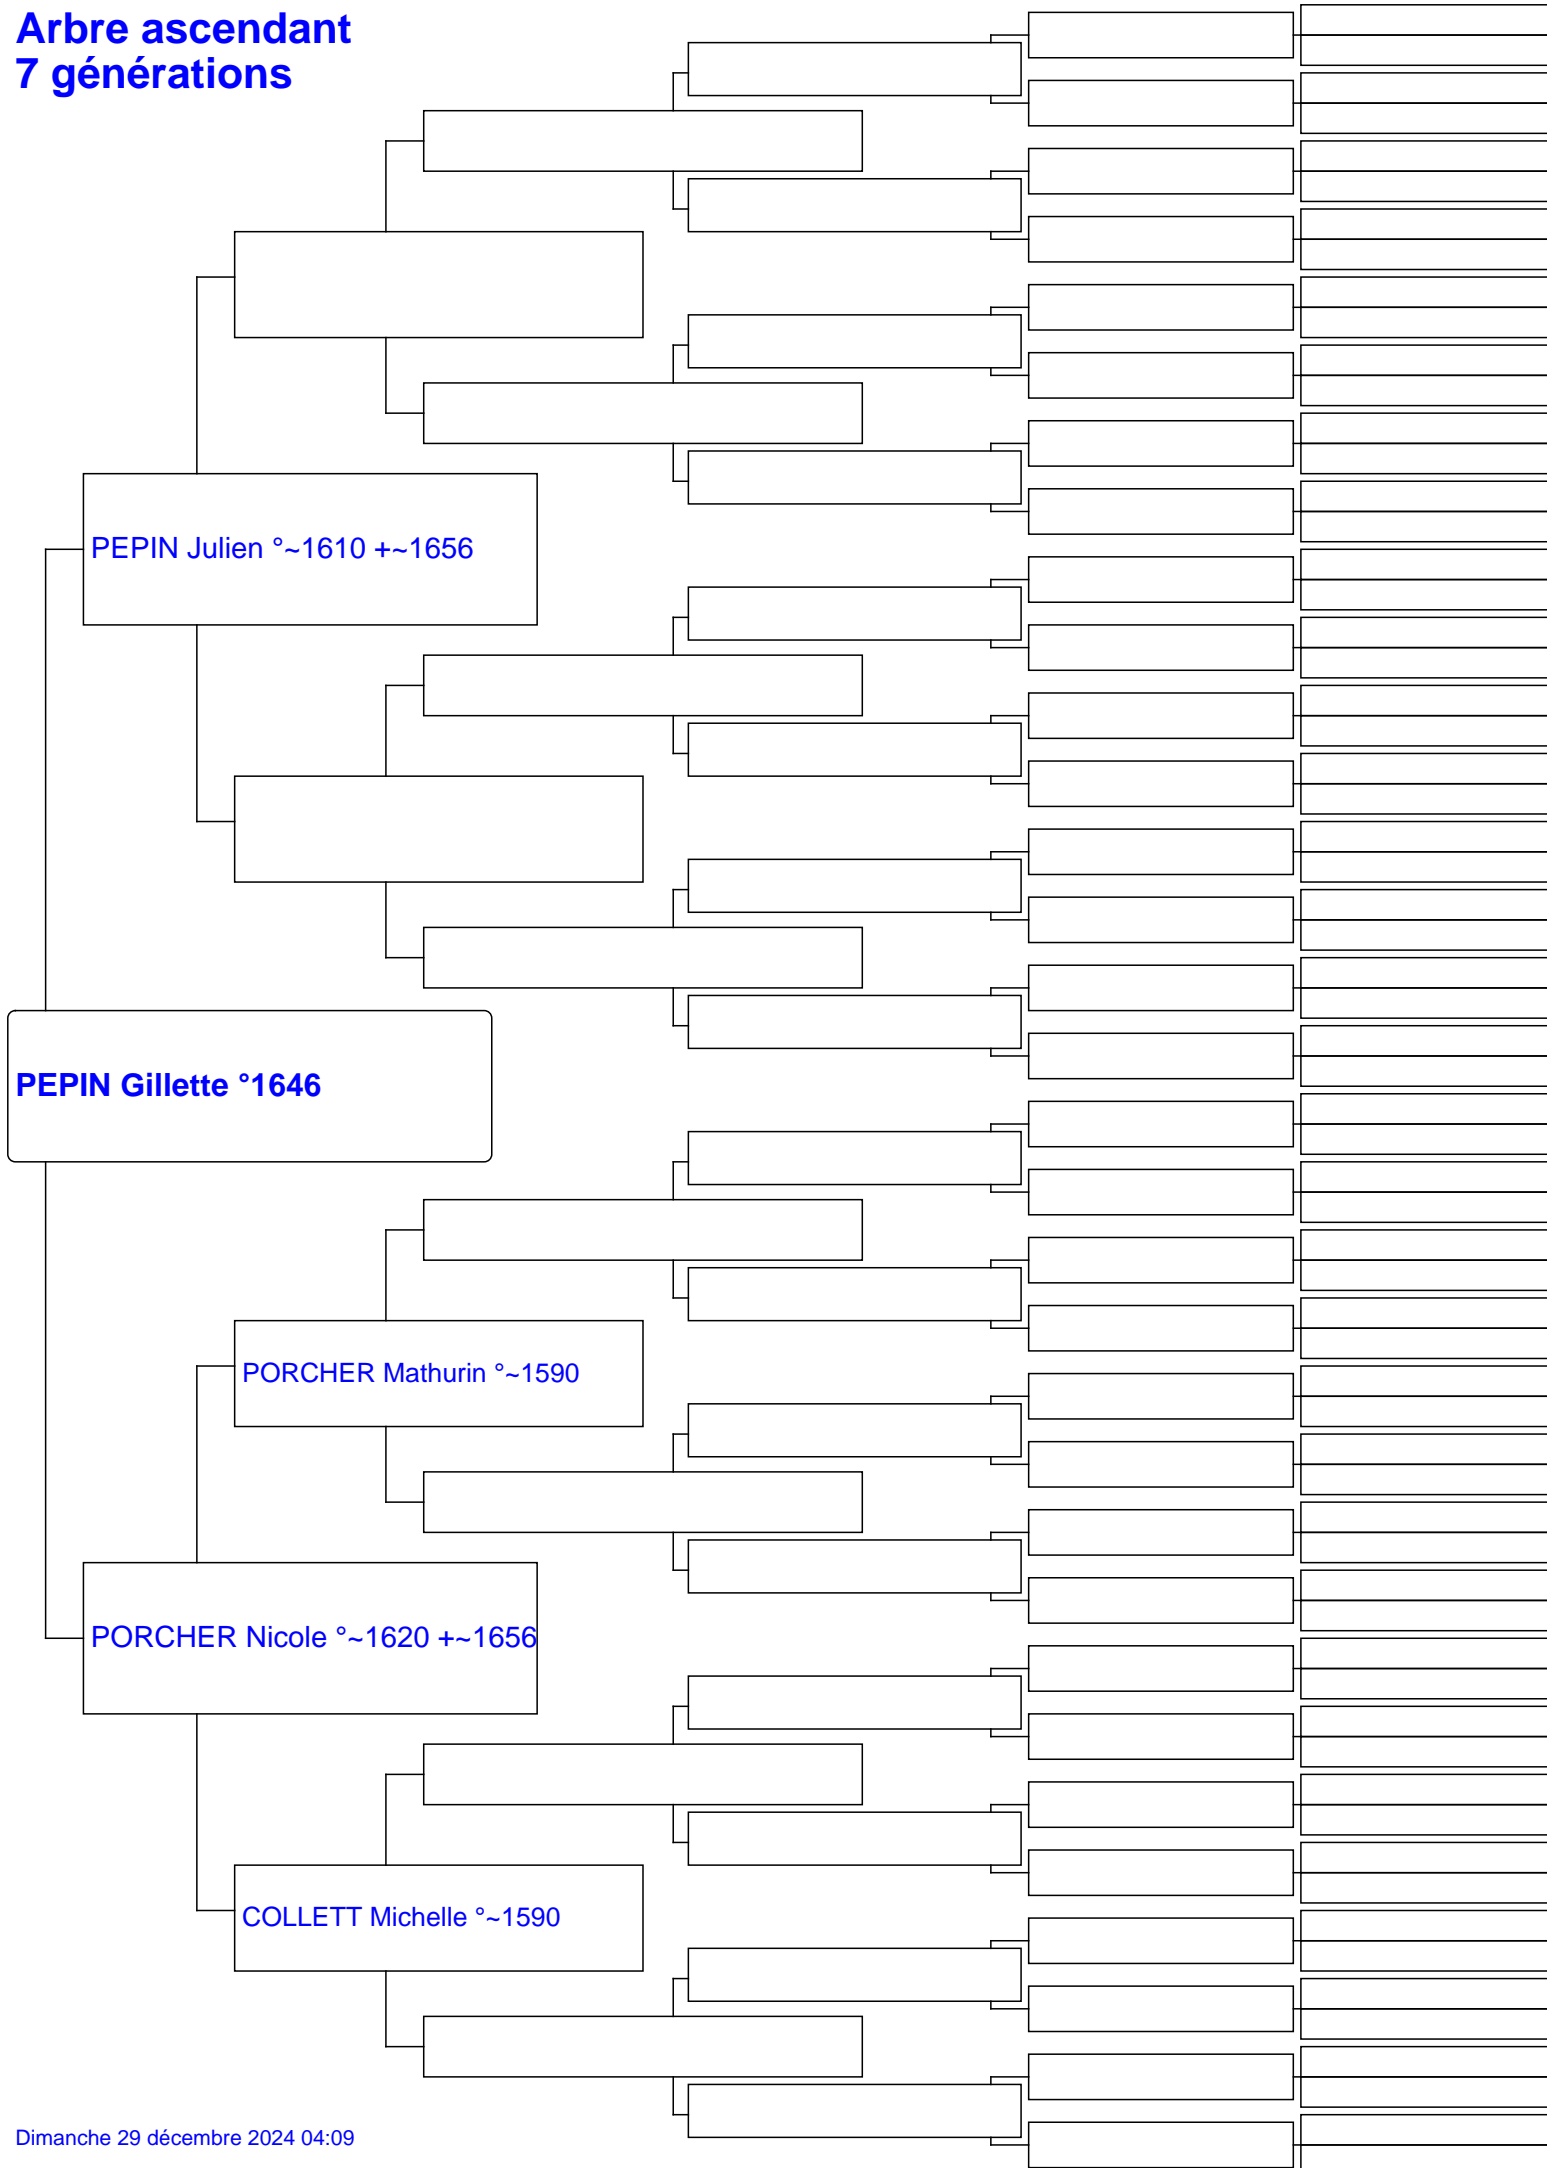 Arbre ascendant
7 générations
PEPIN Julien °~1610 +~1656
PEPIN Gillette °1646
PORCHER Mathurin °~1590
PORCHER Nicole °~1620 +~1656
COLLETT Michelle °~1590
Dimanche 29 décembre 2024 04:09